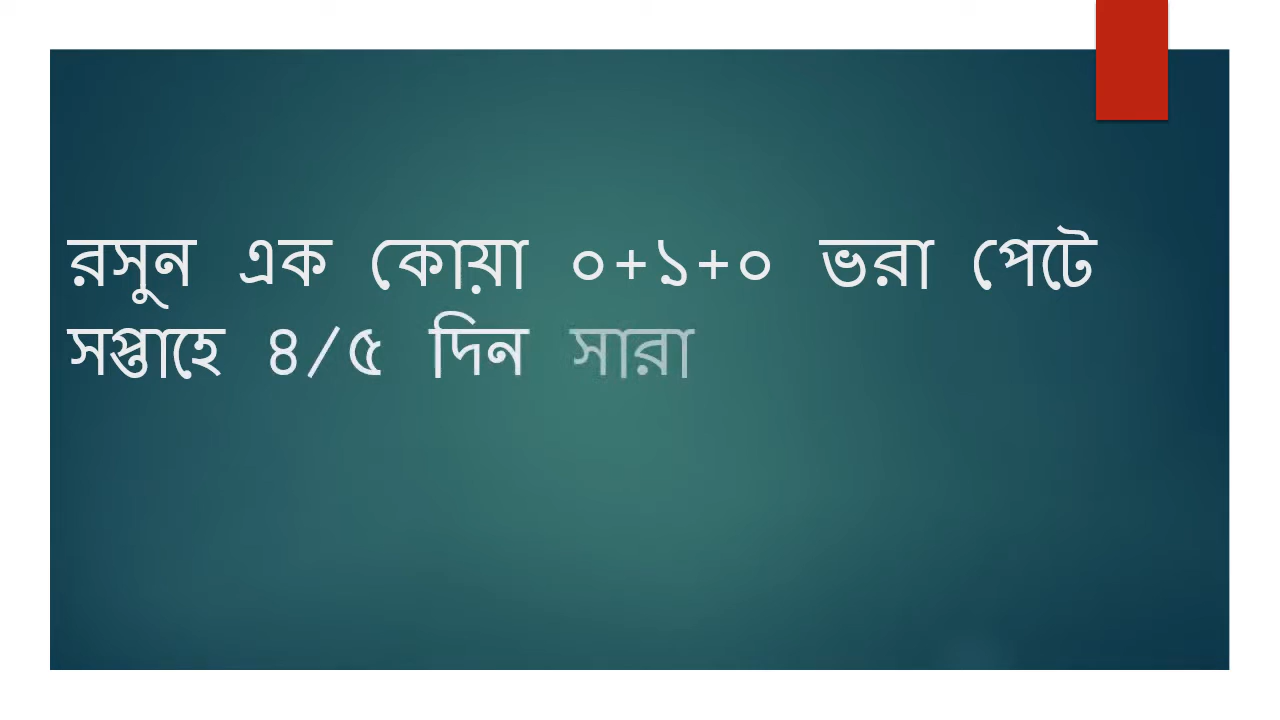 রসুন এক কোয়া ০+১+০ ভরা পেটে
সপ্তাহে ৪/৫ দিন সারা